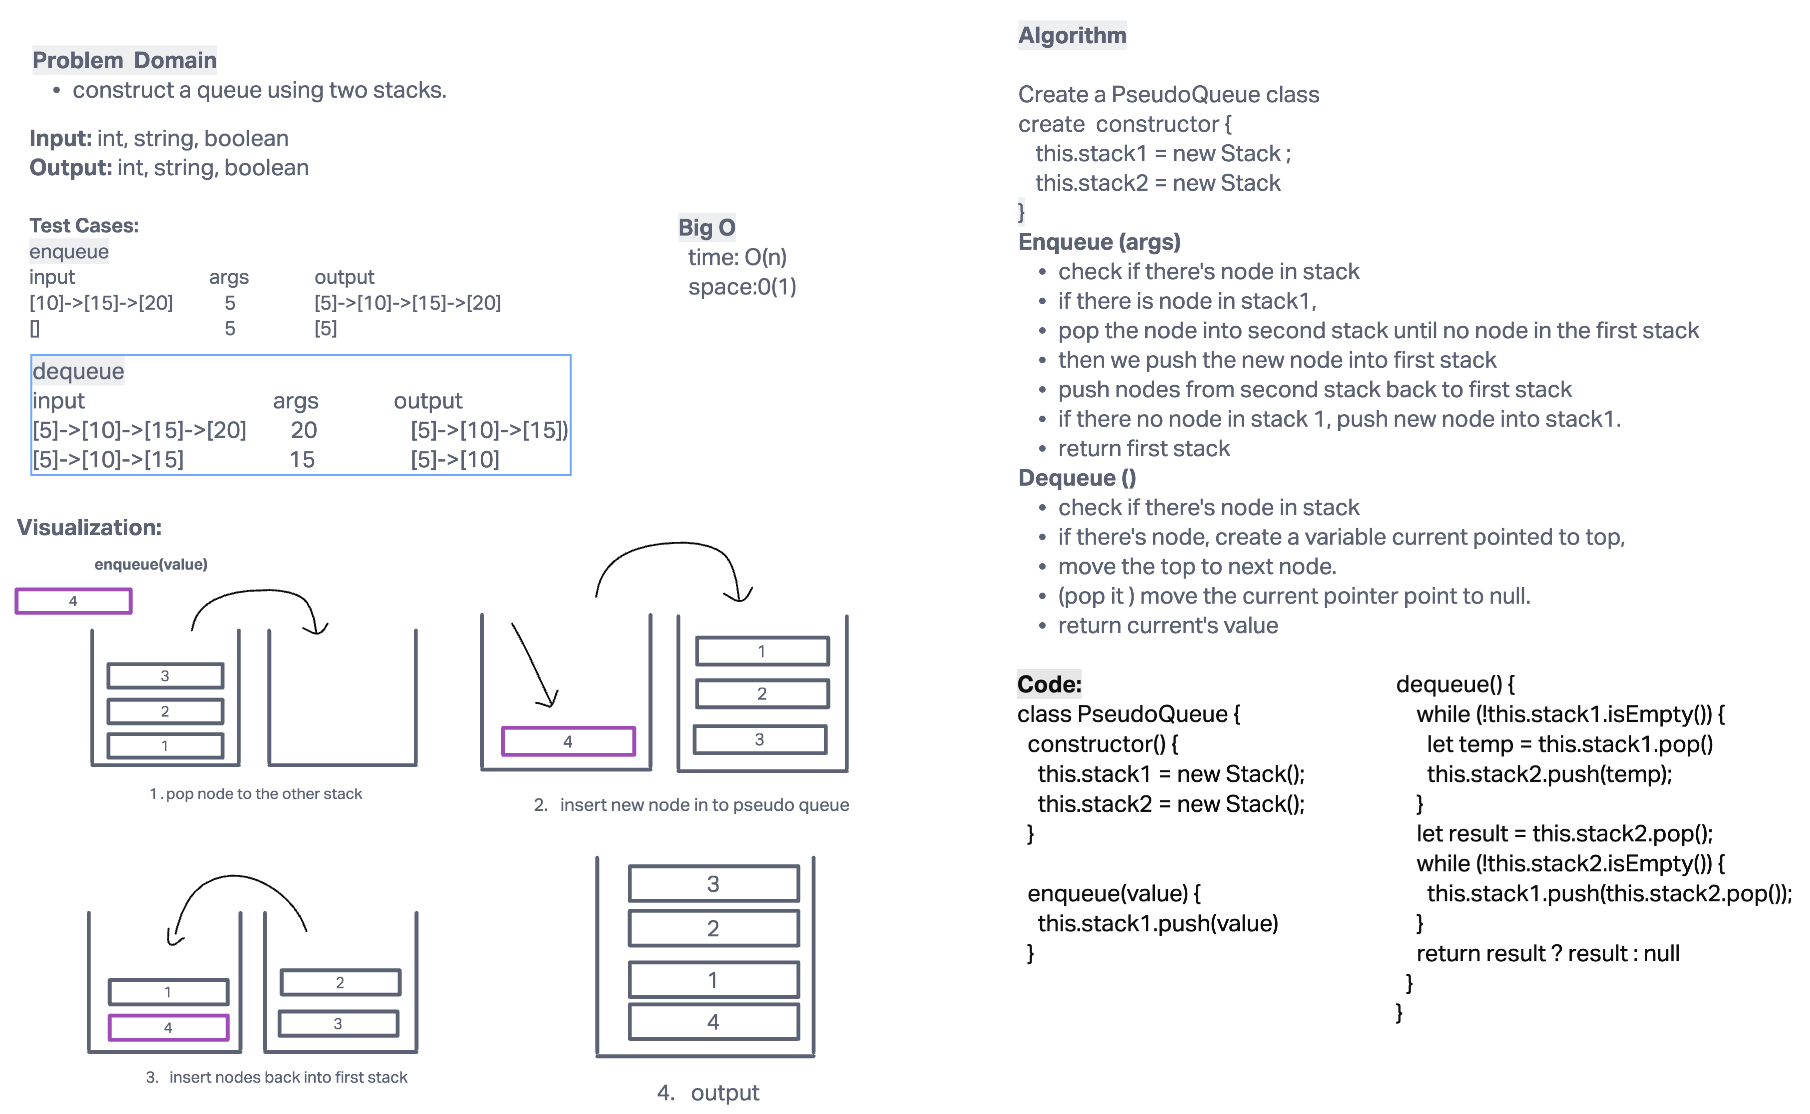 Problem  Domain
• construct a queue using two stacks.
Input: int, string, boolean
Output: int, string, boolean
Test Cases:
enqueue
input args output
[10]->[15]->[20] 5 [5]->[10]->[15]->[20]
[] 5 [5]
dequeue
input args output
[5]->[10]->[15]->[20] 20 [5]->[10]->[15])
[5]->[10]->[15] 15 [5]->[10]
Big O
time: O(n)
space:0(1)
Visualization:
enqueue(value)
4
3
2
1
1. pop node to the other stack
4
1
2
3
2. insert new node in to pseudo queue
1
4
2
3
3. insert nodes back into first stack
3
2
1
4
4. output
Algorithm
Create a PseudoQueue class
create  constructor {
this.stack1 = new Stack ;
this.stack2 = new Stack
}
Enqueue (args)
• check if there's node in stack
• if there is node in stack1,
• pop the node into second stack until no node in the first stack
• then we push the new node into first stack
• push nodes from second stack back to first stack
• if there no node in stack 1, push new node into stack1.
• return first stack
Dequeue ()
• check if there's node in stack
• if there's node, create a variable current pointed to top,
• move the top to next node.
• (pop it ) move the current pointer point to null.
• return current's value
Code:
class PseudoQueue {
constructor() {
this.stack1 = new Stack();
this.stack2 = new Stack();
}
enqueue(value) {
this.stack1.push(value)
}
dequeue() {
while (!this.stack1.isEmpty()) {
let temp = this.stack1.pop()
this.stack2.push(temp);
}
let result = this.stack2.pop();
while (!this.stack2.isEmpty()) {
this.stack1.push(this.stack2.pop());
}
return result ? result : null
}
}